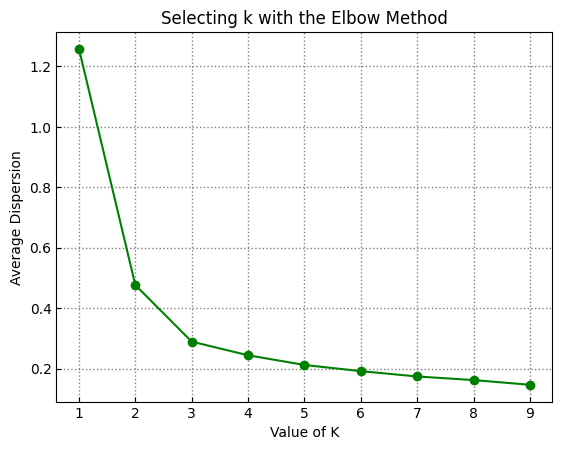 Selecting k with the Elbow Method
1.2
1.0
0.8
0.6
0.4
0.2
Average Dispersion
1 2 3 4 5 6 7 8 9
Value of K